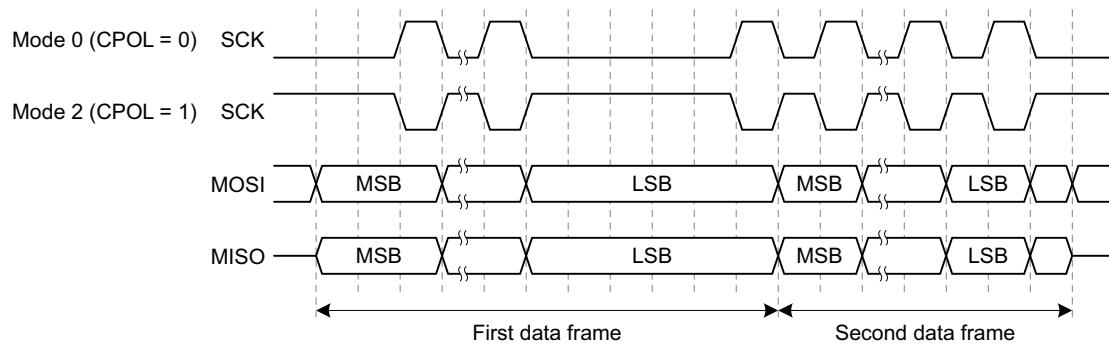 Mode 0 (CPOL = 0) SCK
Mode 2 (CPOL = 1) SCK
MOSI MSB LSB MSB LSB
MISO MSB LSB MSB LSB
First data frame Second data frame